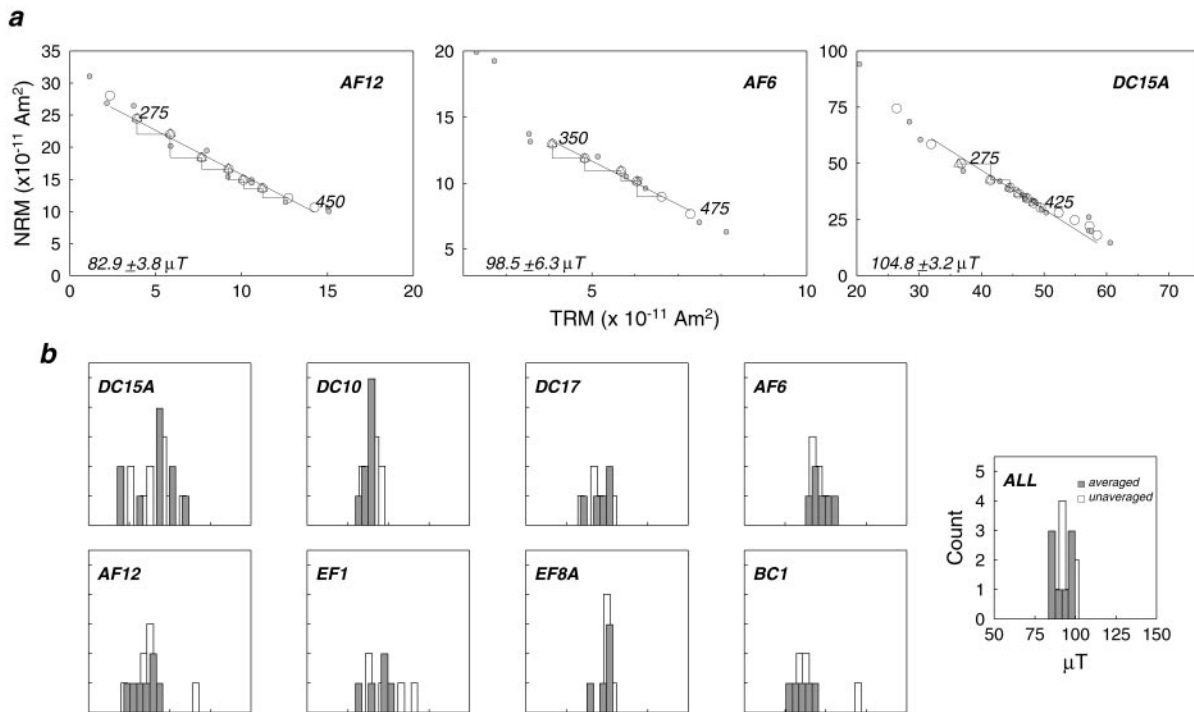 a
35
30
25
20
15
10
5
0
0 5 10 15 20
AF12
275
450
82.9 ±3.8 μT
NRM (x10⁻¹¹ Am²)
20
15
10
5
5 10
AF6
350
475
98.5 ±6.3 μT
TRM (x 10⁻¹¹ Am²)
100
75
50
25
0
20 30 40 50 60 70
DC15A
275
425
104.8 ±3.2 μT
b
DC15A
DC10
DC17
AF6
AF12
EF1
EF8A
BC1
ALL
averaged
unaveraged
Count
5
4
3
2
1
0
50 75 100 125 150
μT